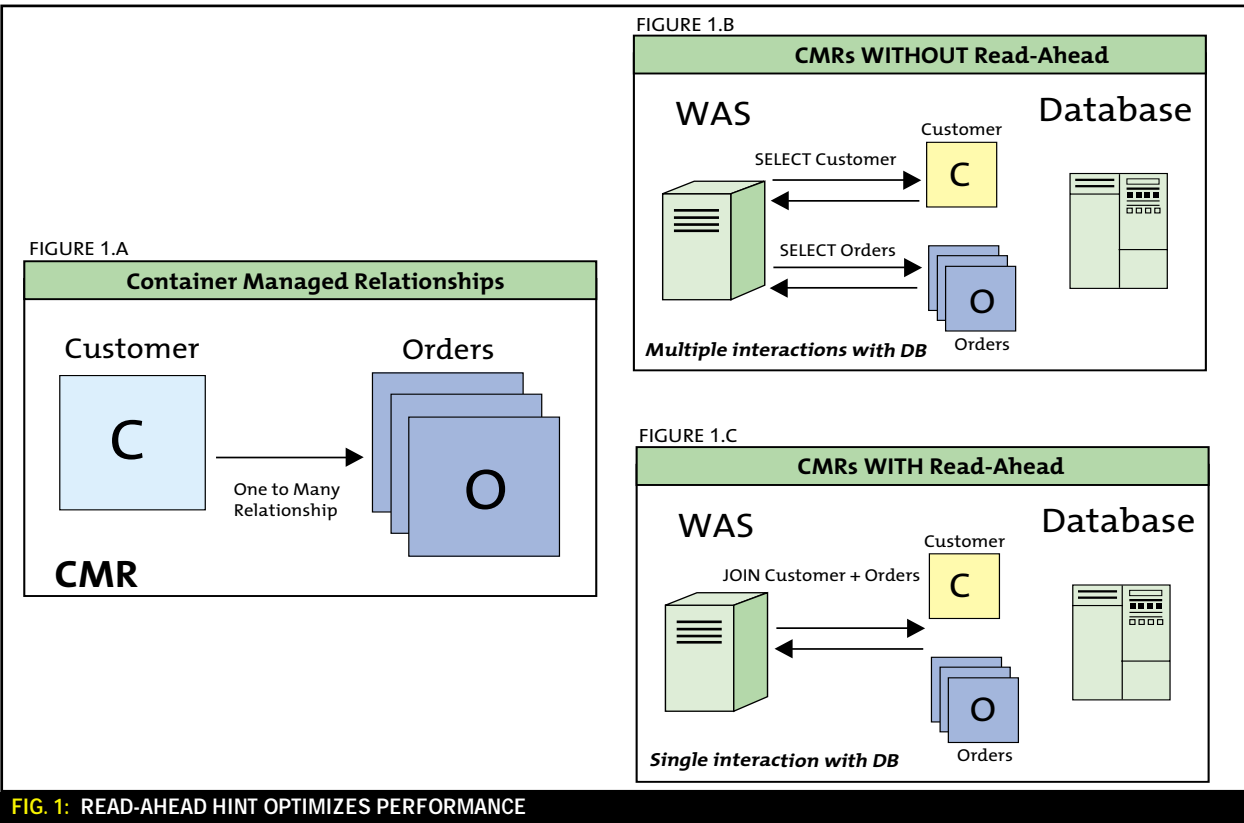 FIGURE 1.A
Container Managed Relationships
Customer
Orders
C
O
One to Many
Relationship
CMR
FIGURE 1.B
CMRs WITHOUT Read-Ahead
WAS
Database
Customer
SELECT Customer
C
SELECT Orders
O
Orders
Multiple interactions with DB
FIGURE 1.C
CMRs WITH Read-Ahead
WAS
Database
Customer
JOIN Customer + Orders
C
O
Orders
Single interaction with DB
FIG. 1: READ-AHEAD HINT OPTIMIZES PERFORMANCE